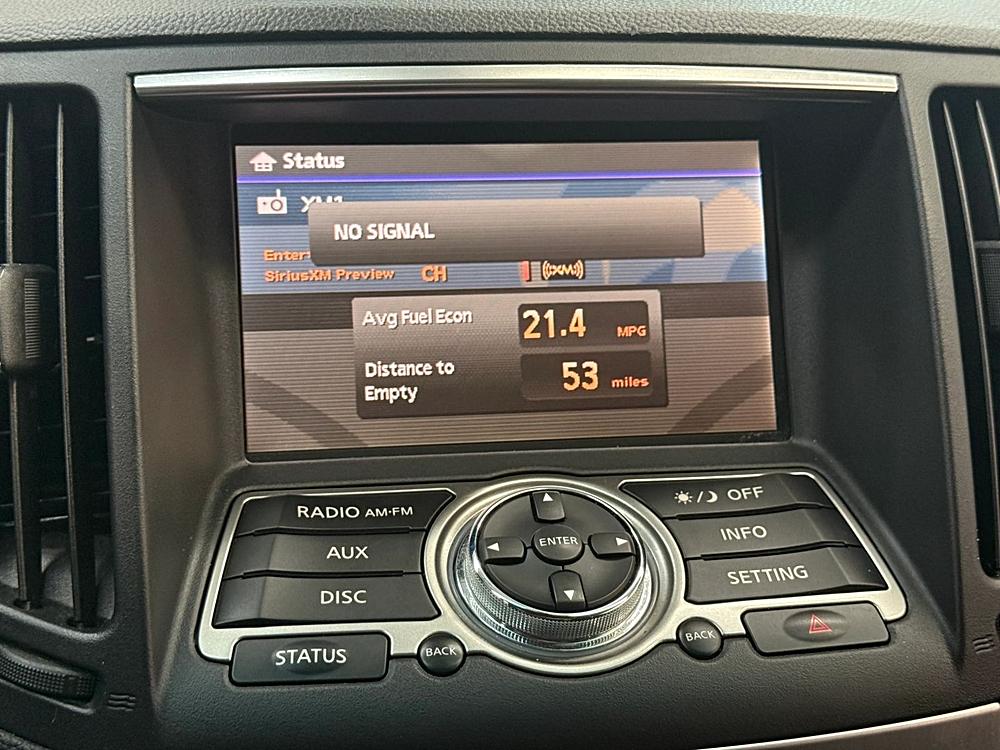 Status
NO SIGNAL
SiriusXM Preview CH ((XM))
Avg Fuel Econ 21.4 MPG
Distance to
Empty 53 miles
RADIO AM·FM
AUX
DISC
STATUS
BACK
ENTER
BACK
OFF
INFO
SETTING